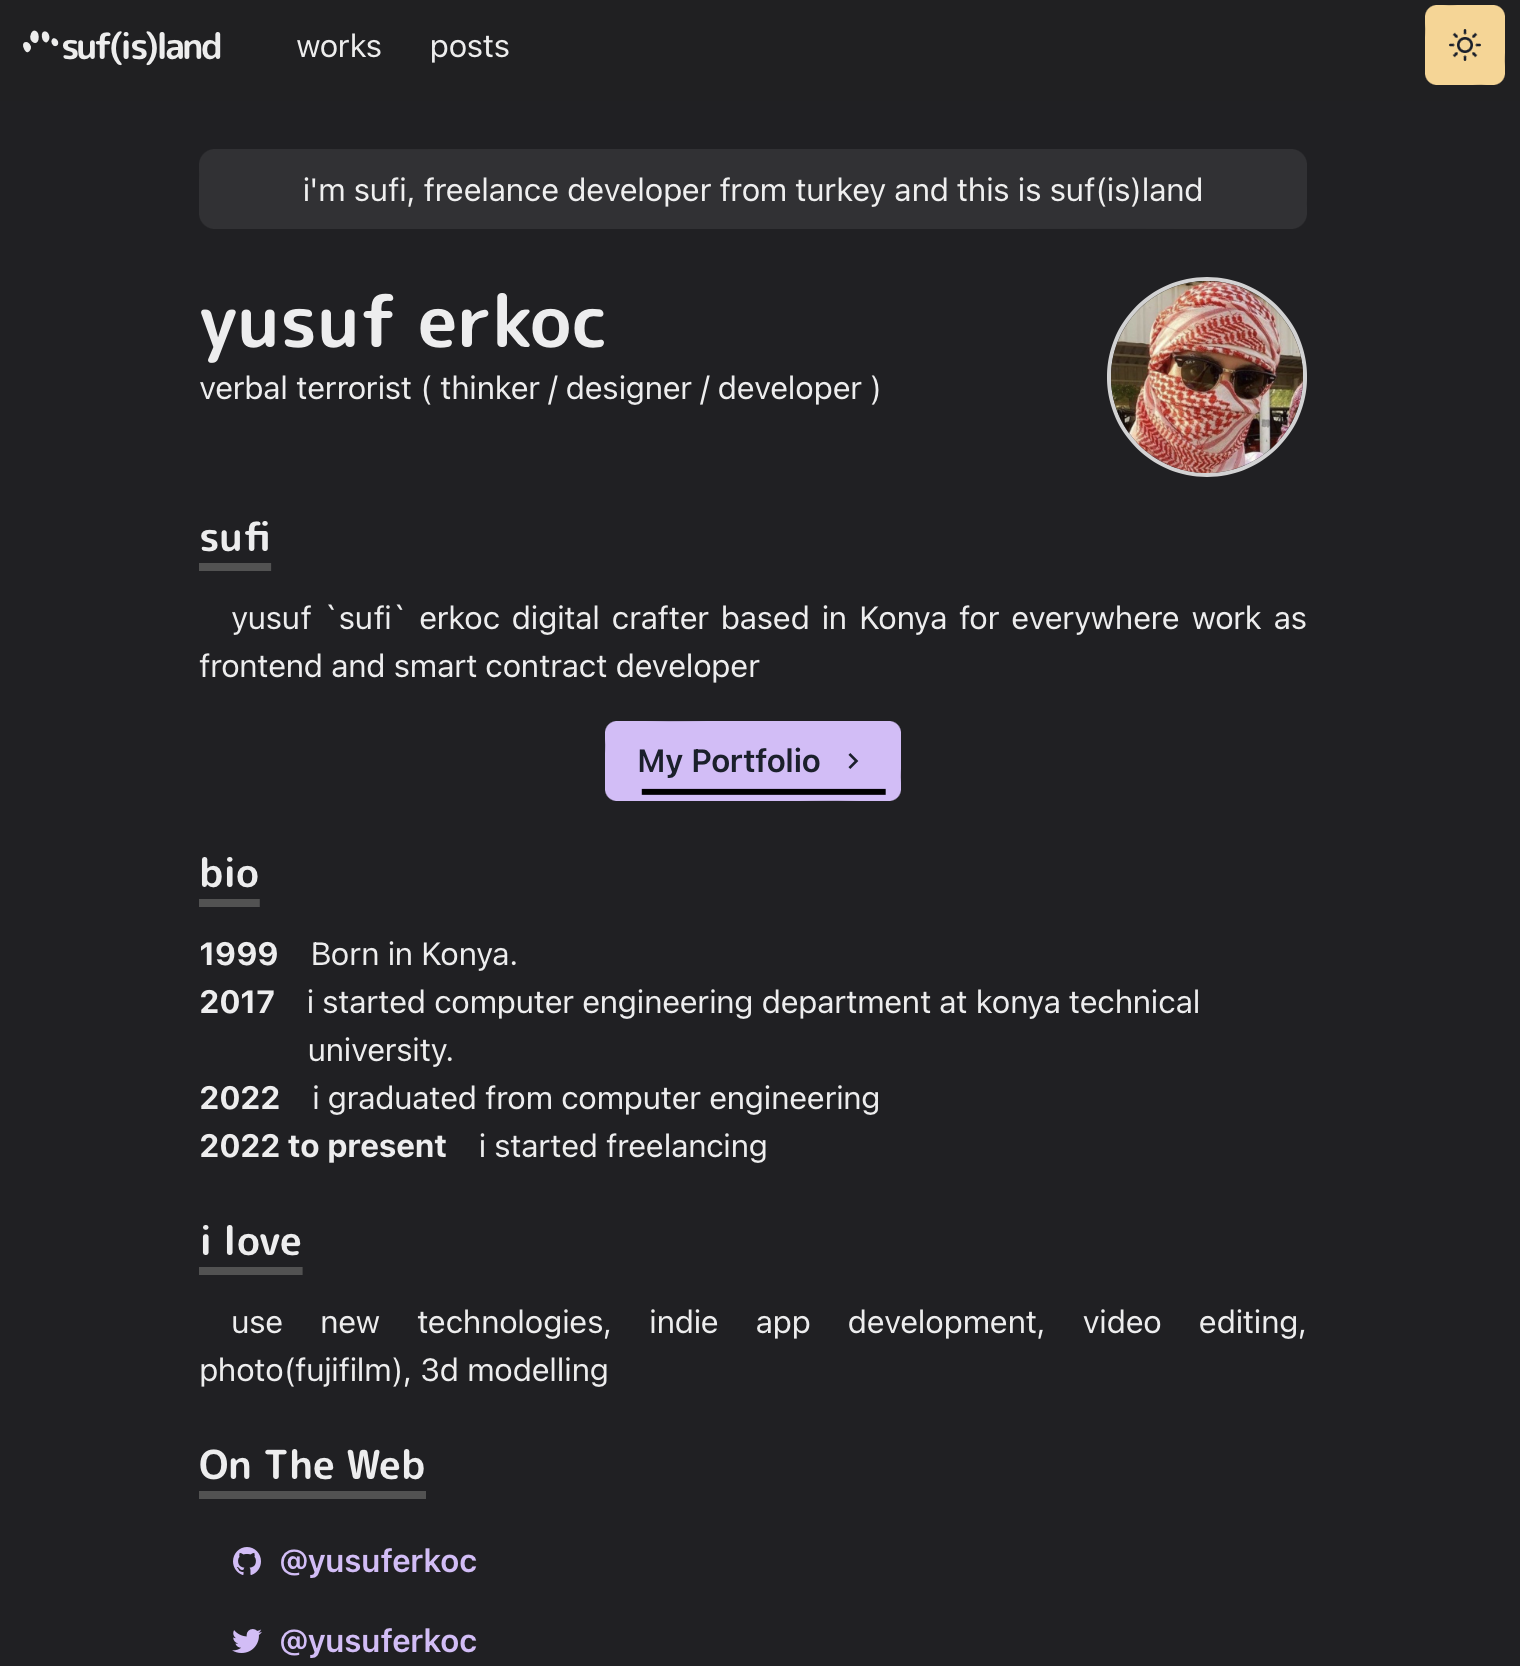 suf(is)land works posts
i'm sufi, freelance developer from turkey and this is suf(is)land
yusuf erkoc
verbal terrorist ( thinker / designer / developer )
sufi
yusuf `sufi` erkoc digital crafter based in Konya for everywhere work as
frontend and smart contract developer
My Portfolio
bio
1999 Born in Konya.
2017 i started computer engineering department at konya technical
university.
2022 i graduated from computer engineering
2022 to present i started freelancing
i love
use new technologies, indie app development, video editing,
photo(fujifilm), 3d modelling
On The Web
@yusuferkoc
@yusuferkoc